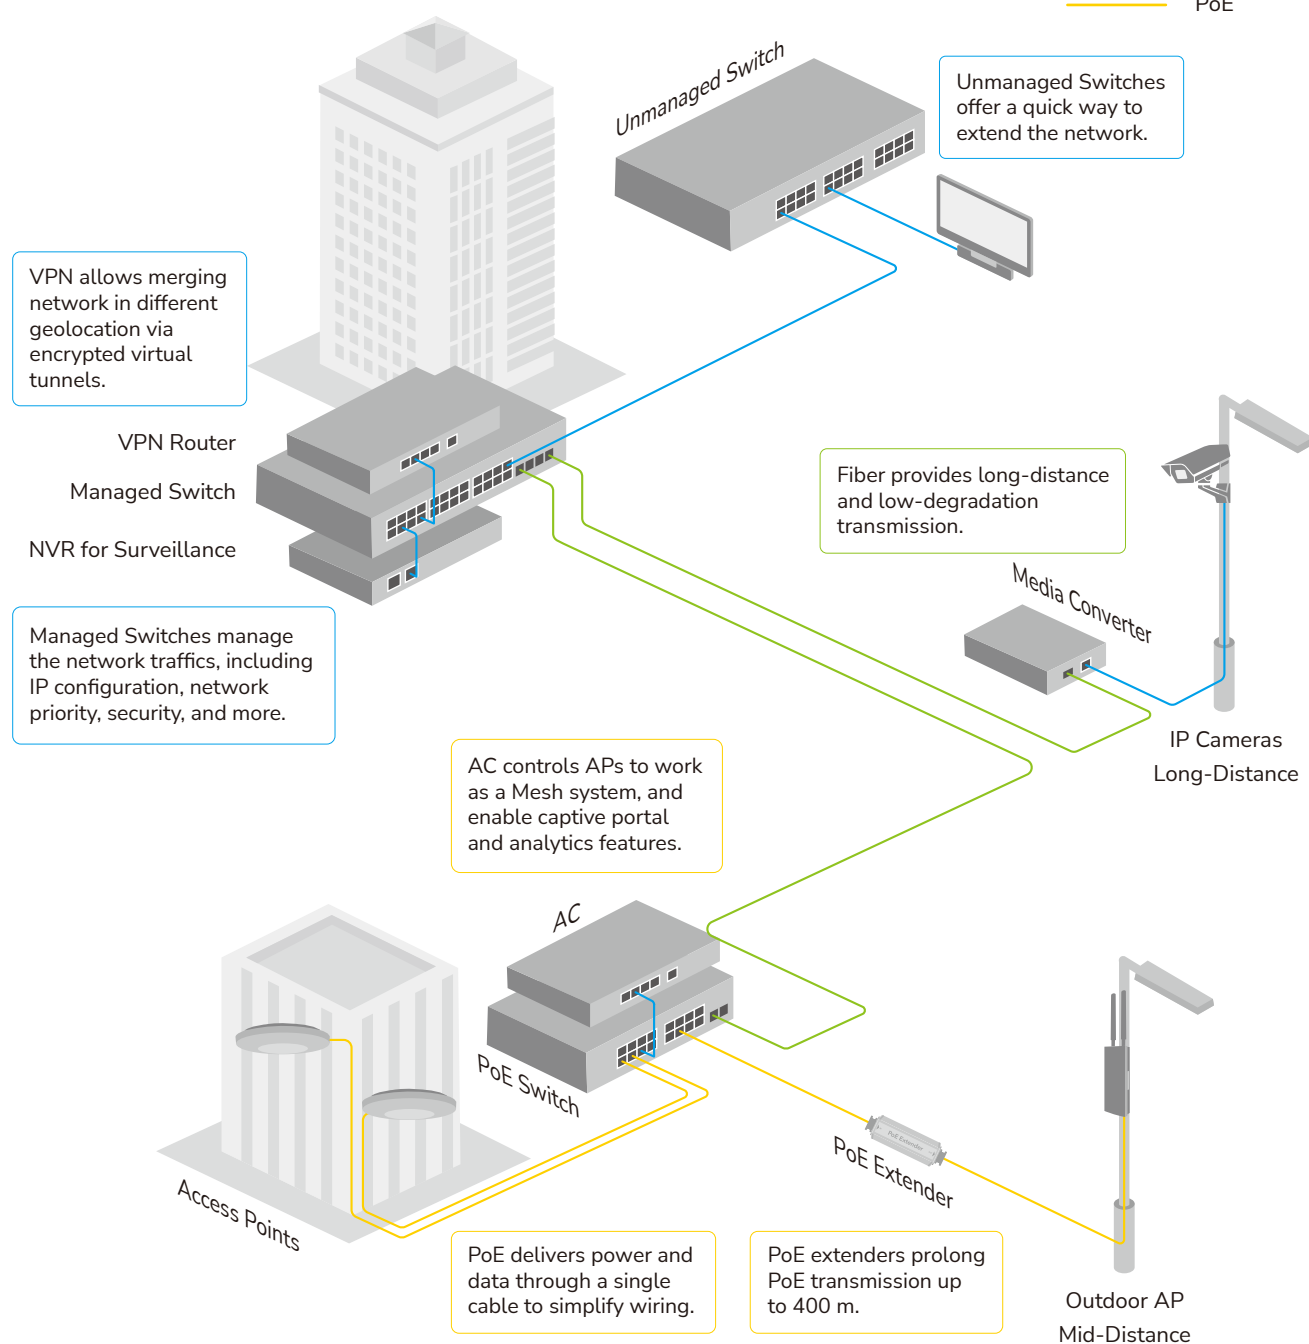 PoE
Unmanaged Switch
Unmanaged Switches
offer a quick way to
extend the network.
VPN allows merging
network in different
geolocation via
encrypted virtual
tunnels.
VPN Router
Managed Switch
NVR for Surveillance
Fiber provides long-distance
and low-degradation
transmission.
Media Converter
Managed Switches manage
the network traffics, including
IP configuration, network
priority, security, and more.
IP Cameras
Long-Distance
AC controls APs to work
as a Mesh system, and
enable captive portal
and analytics features.
AC
PoE Switch
PoE Extender
PoE Extender
Access Points
PoE delivers power and
data through a single
cable to simplify wiring.
PoE extenders prolong
PoE transmission up
to 400 m.
Outdoor AP
Mid-Distance